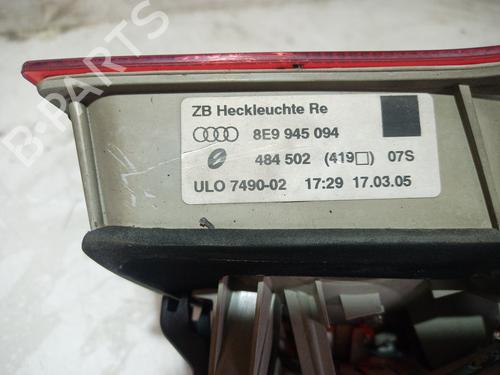 B-PARTS
ZB Heckleuchte Re
8E9 945 094
484 502 (419□) 07S
ULO 7490-02 17:29 17.03.05